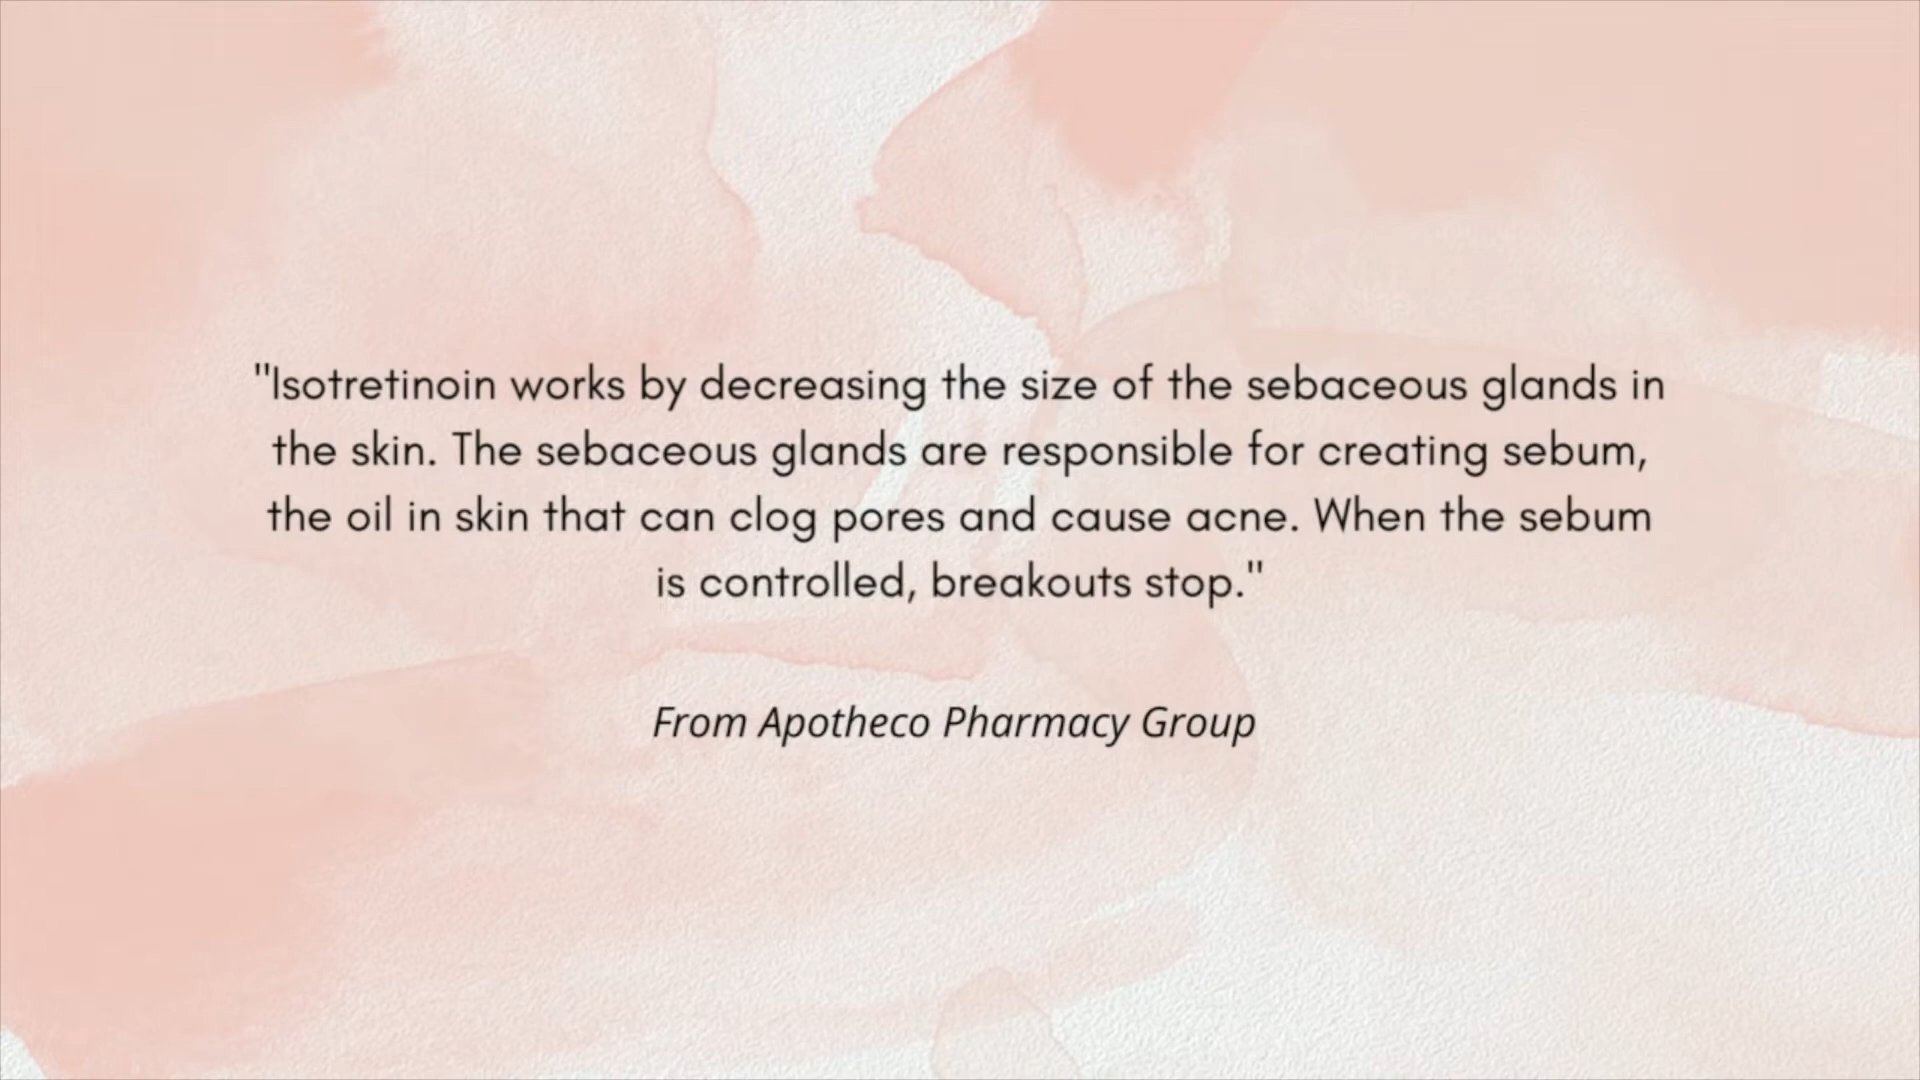 "Isotretinoin works by decreasing the size of the sebaceous glands in
the skin. The sebaceous glands are responsible for creating sebum,
the oil in skin that can clog pores and cause acne. When the sebum
is controlled, breakouts stop."
From Apotheco Pharmacy Group